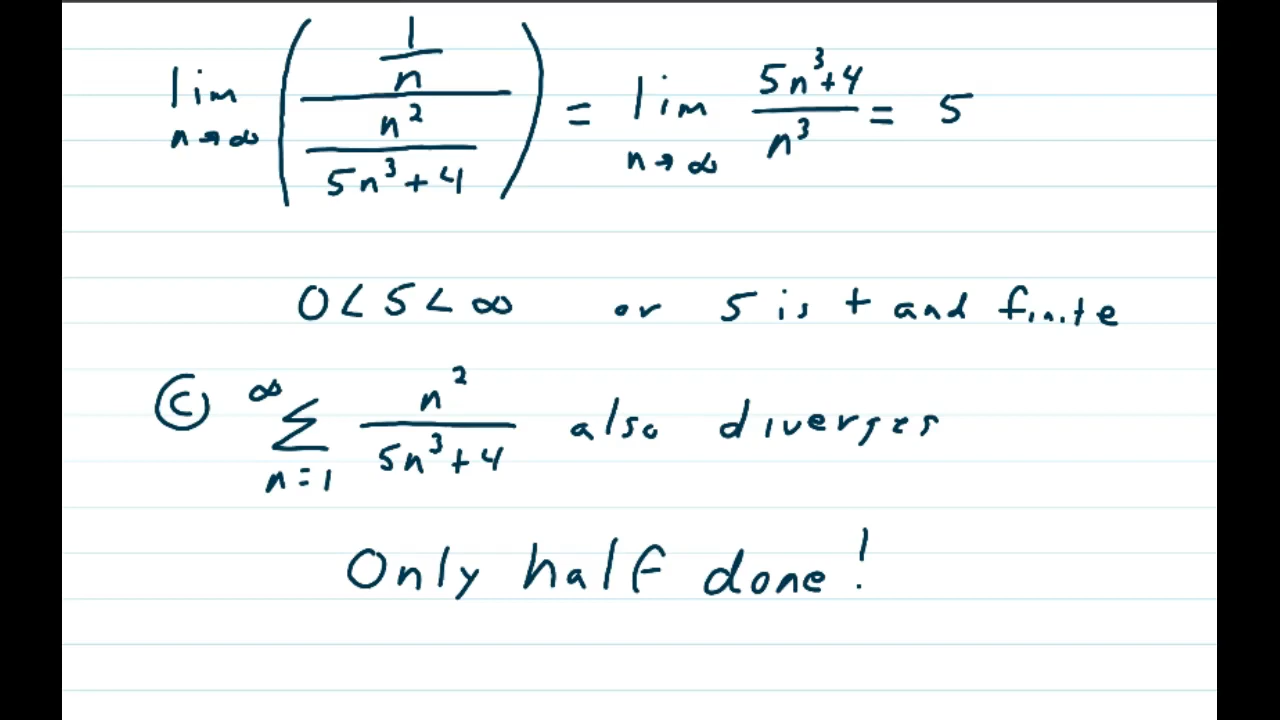 lim n→∞ ( (1/n) / (n²/(5n³+4)) ) = lim n→∞ (5n³+4)/n³ = 5
0 < 5 < ∞ or 5 is + and finite
Ⓒ ∞ Σ n=1 n²/(5n³+4) also diverges
Only half done!